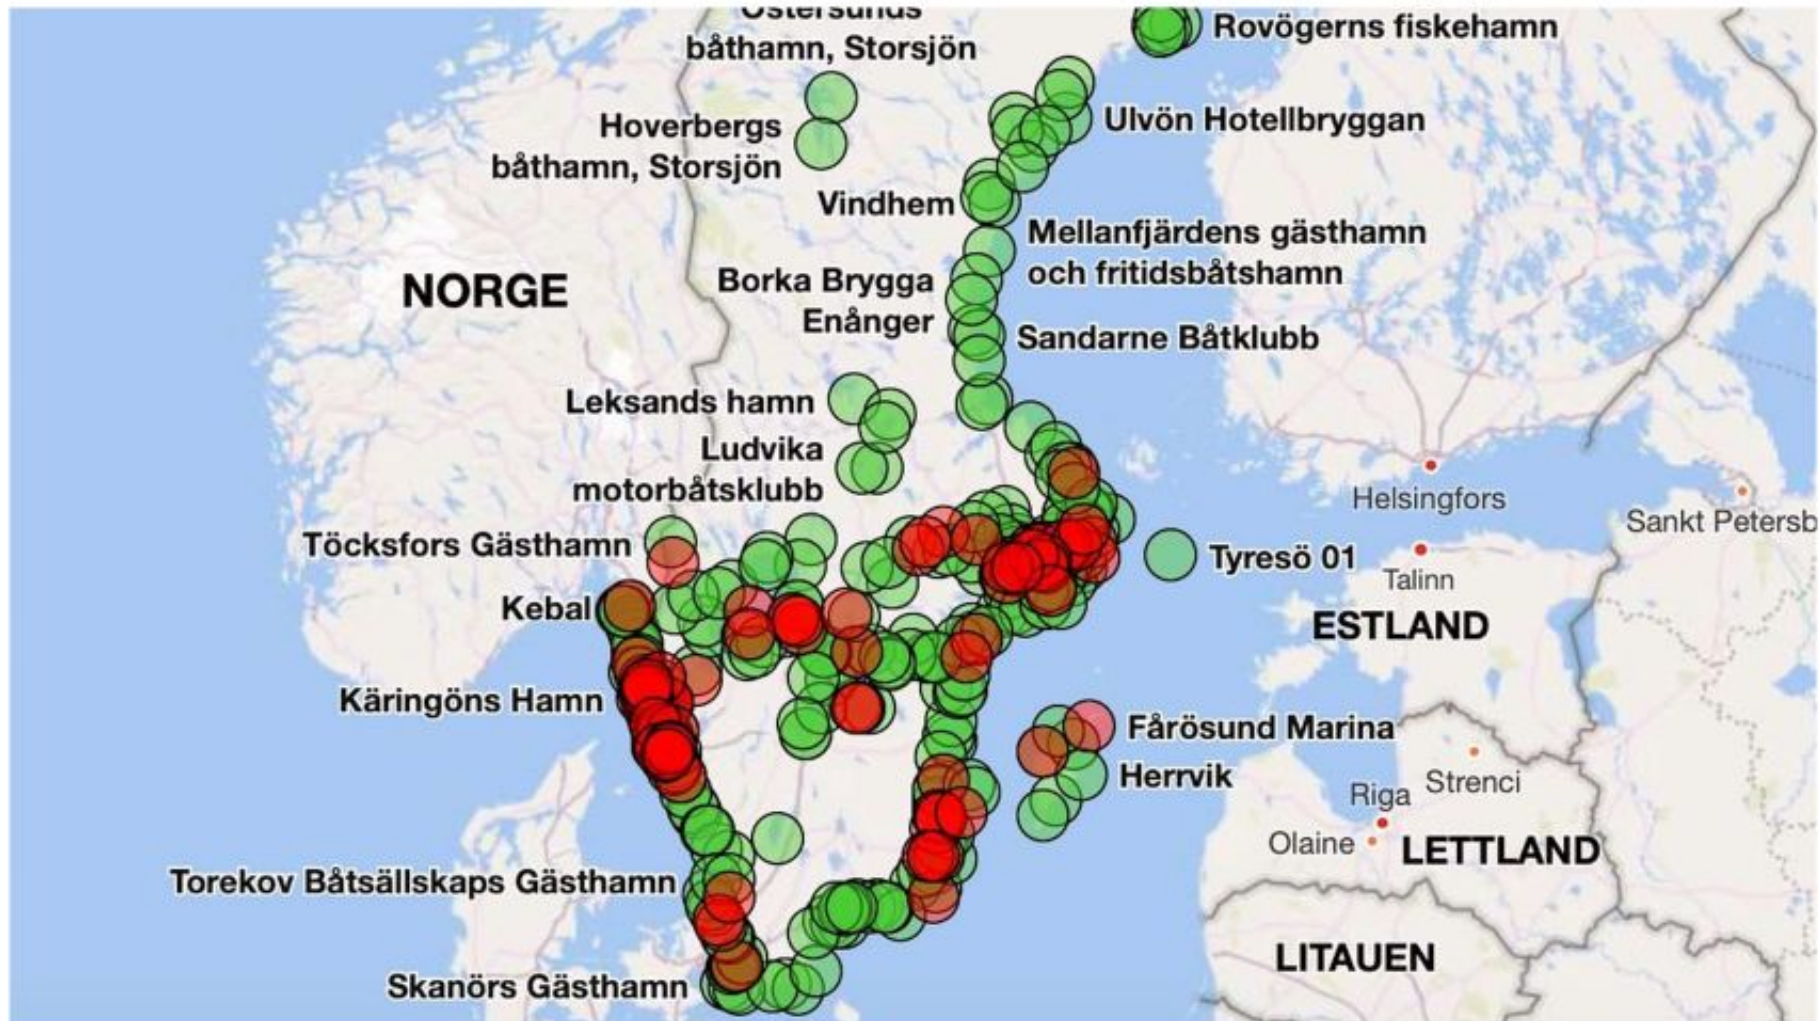 Östersunds
båthamn, Storsjön
Rovögerns fiskehamn
Hoverbergs
båthamn, Storsjön
Ulvön Hotellbryggan
Vindhem
Mellanfjärdens gästhamn
och fritidsbåtshamn
NORGE
Borka Brygga
Enånger
Sandarne Båtklubb
Leksands hamn
Ludvika
motorbåtsklubb
Helsingfors
Sankt Petersb
Töcksfors Gästhamn
Tyresö 01
Talinn
Kebal
ESTLAND
Käringöns Hamn
Fårösund Marina
Herrvik
Strenci
Riga
Olaine
LETTLAND
Torekov Båtsällskaps Gästhamn
LITAUEN
Skanörs Gästhamn